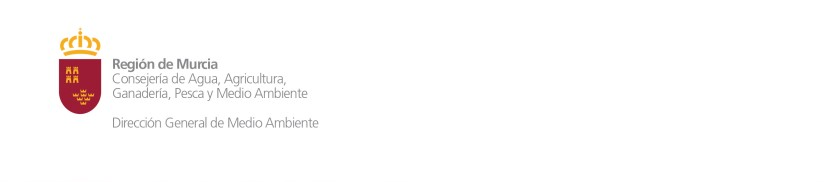 Región de Murcia
Consejería de Agua, Agricultura,
Ganadería, Pesca y Medio Ambiente
Dirección General de Medio Ambiente